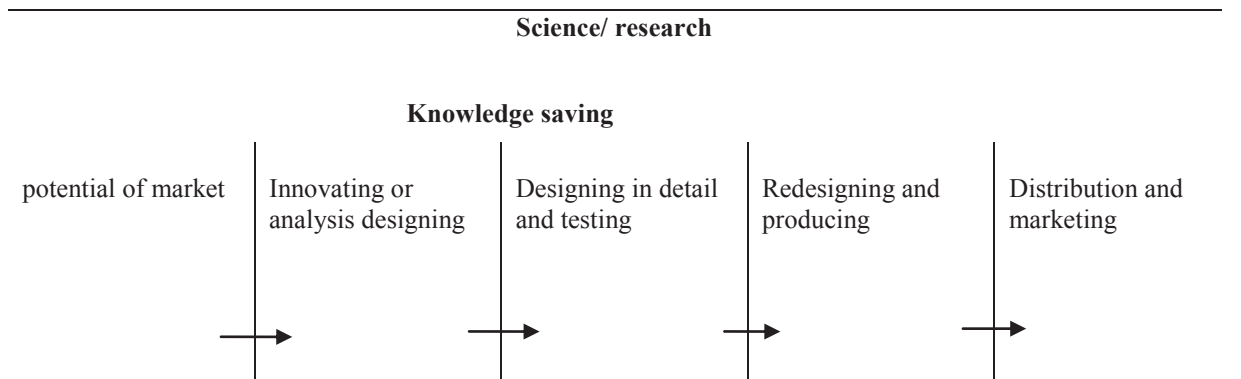 Science/ research
Knowledge saving
potential of market
Innovating or
analysis designing
Designing in detail
and testing
Redesigning and
producing
Distribution and
marketing